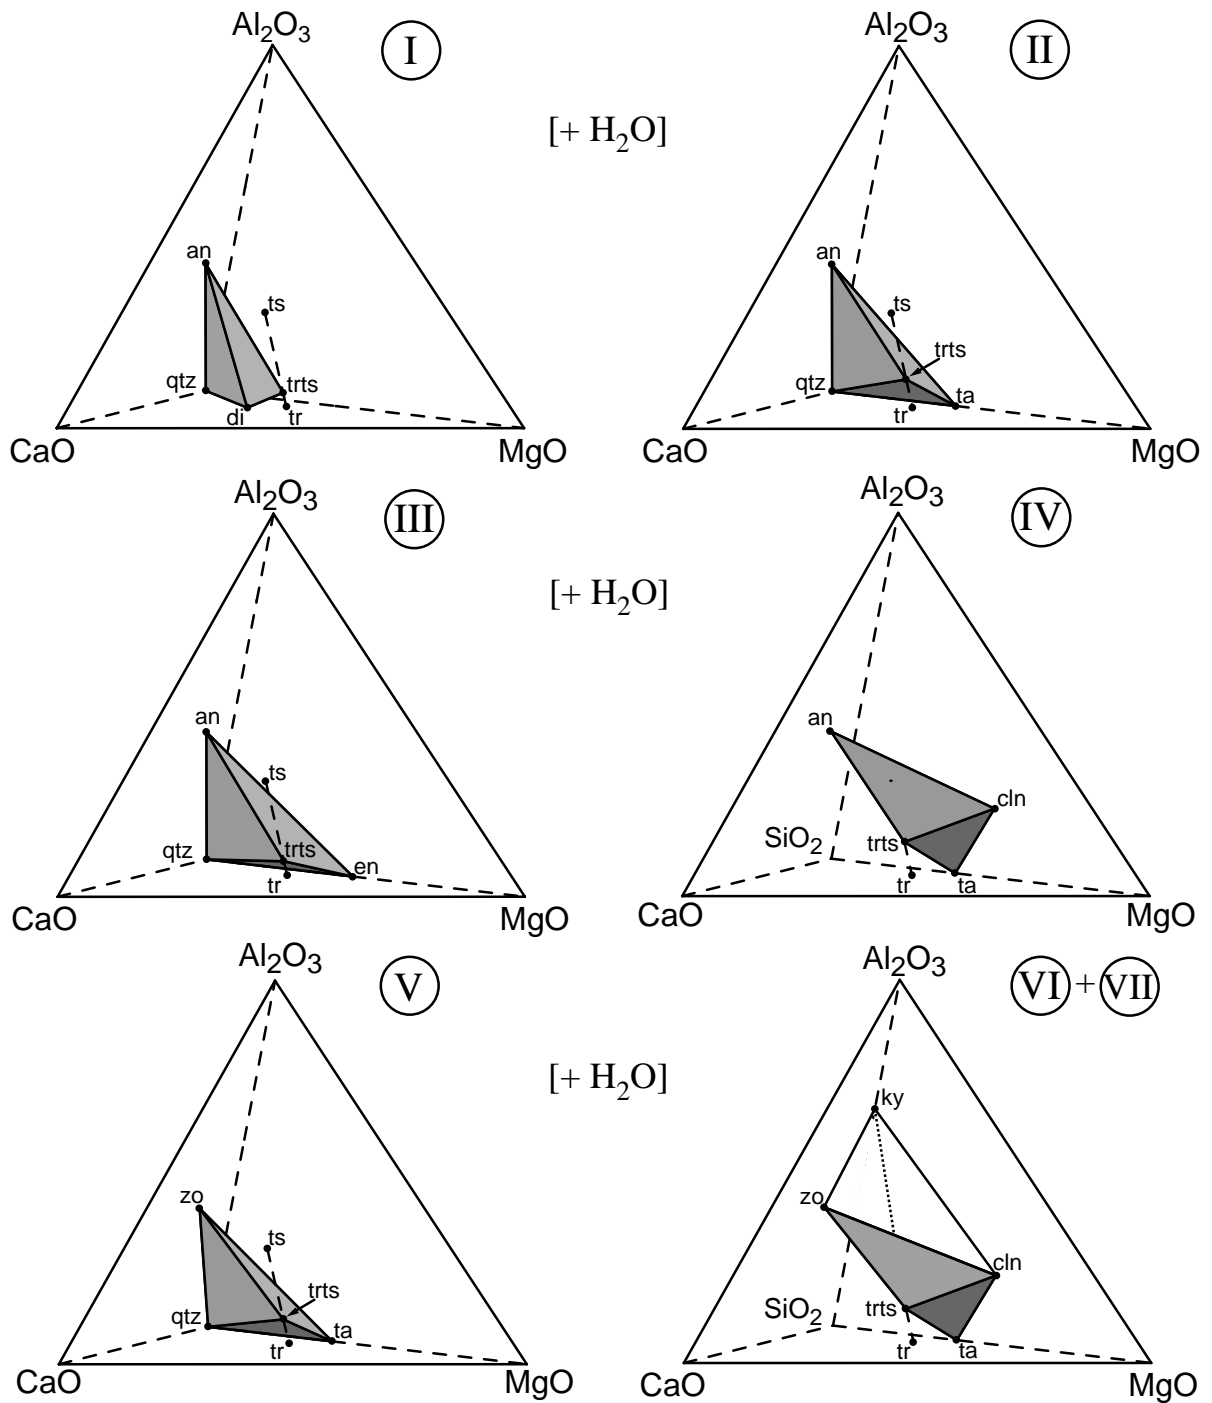 Al2O3 I
[+ H2O]
Al2O3 II
an
ts
qtz
trts
di
tr
CaO MgO
an
ts
trts
qtz
ta
tr
CaO MgO
Al2O3 III
[+ H2O]
Al2O3 IV
an
ts
qtz
trts
en
tr
CaO MgO
an
cln
SiO2
trts
tr
ta
CaO MgO
Al2O3 V
[+ H2O]
Al2O3 VI + VII
zo
ts
trts
qtz
ta
tr
CaO MgO
ky
zo
cln
SiO2
trts
tr
ta
CaO MgO